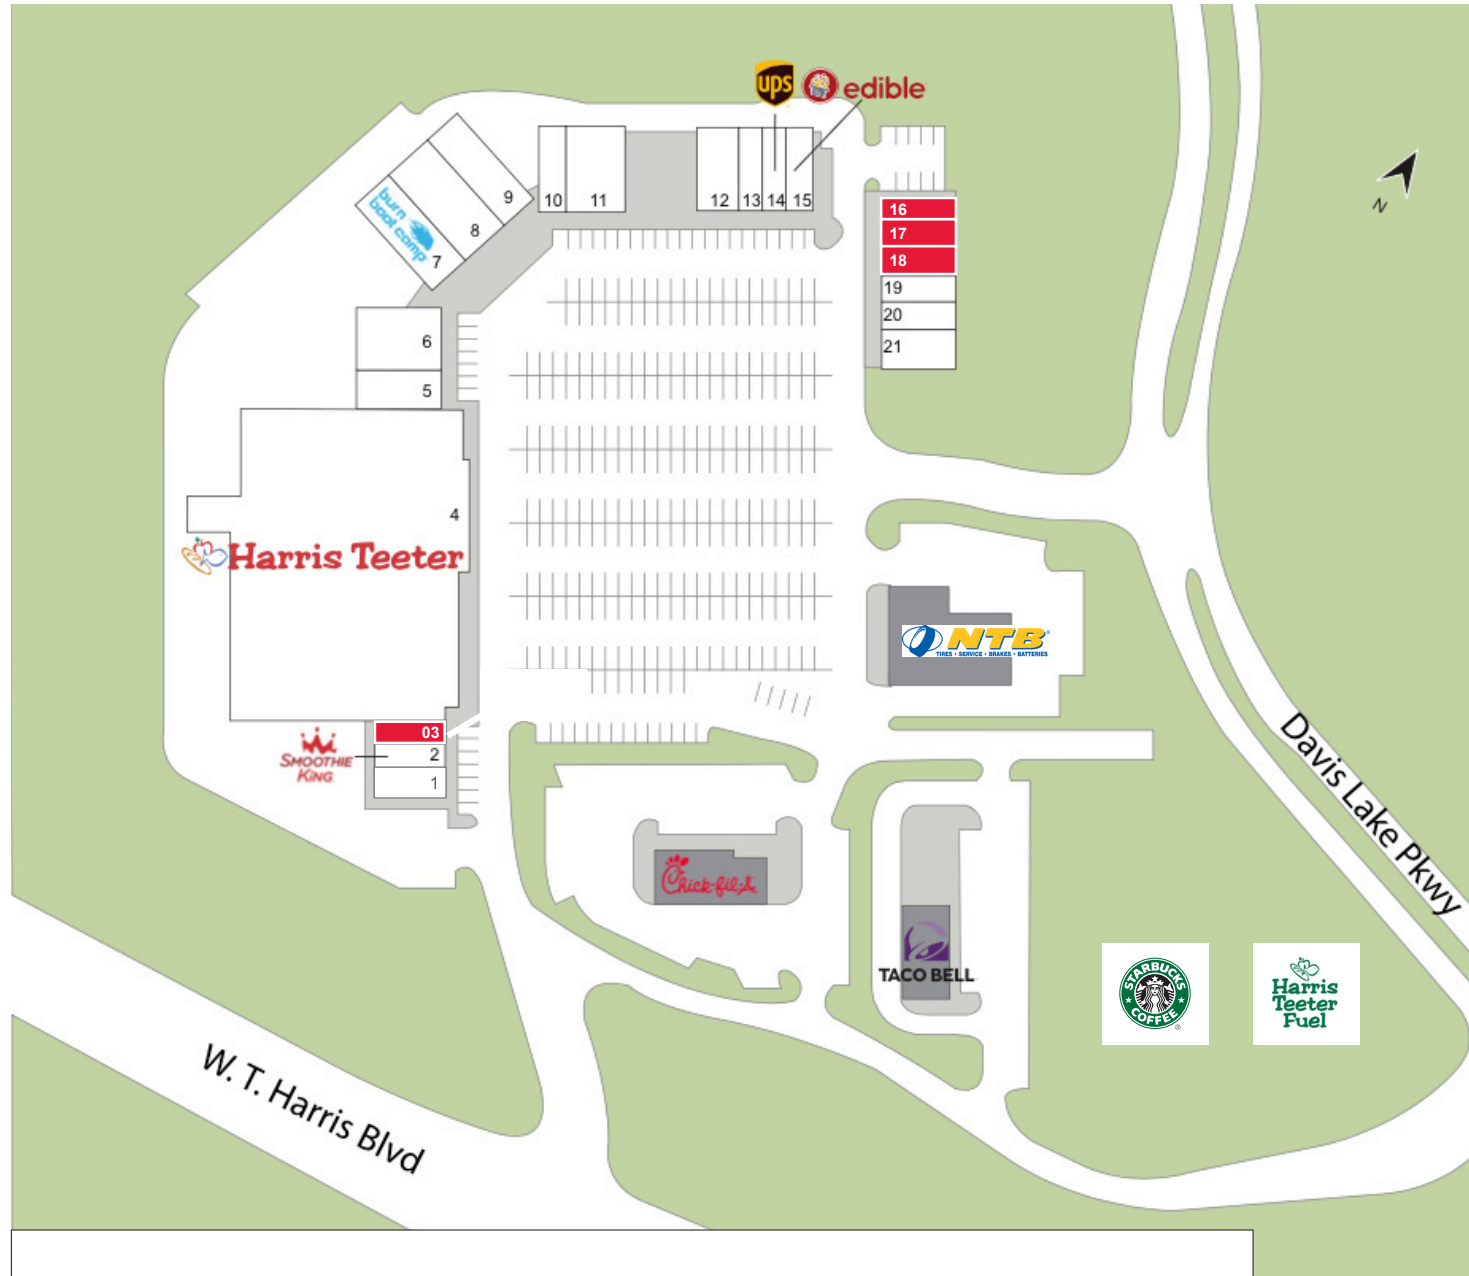 ups
edible
16
17
18
19
20
21
9
8
burn
boot camp
7
10
11
12
13
14
15
N
6
5
4
Harris Teeter
NTB
TIRES • SERVICE • BRAKES • BATTERIES
03
2
1
SMOOTHIE
KING
Chick-fil-A
TACO BELL
Davis Lake Pkwy
STARBUCKS
COFFEE
Harris
Teeter
Fuel
W. T. Harris Blvd